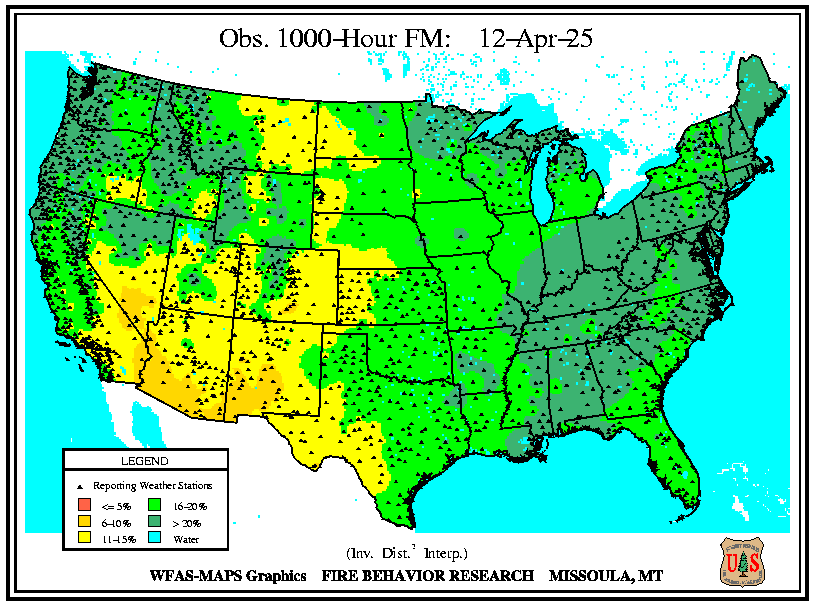 Obs. 1000-Hour FM: 12-Apr-25
LEGEND
Reporting Weather Stations
<= 5% 16-20%
6-10% > 20%
11-15% Water
(Inv. Dist.² Interp.)
WFAS-MAPS Graphics FIRE BEHAVIOR RESEARCH MISSOULA, MT
U S